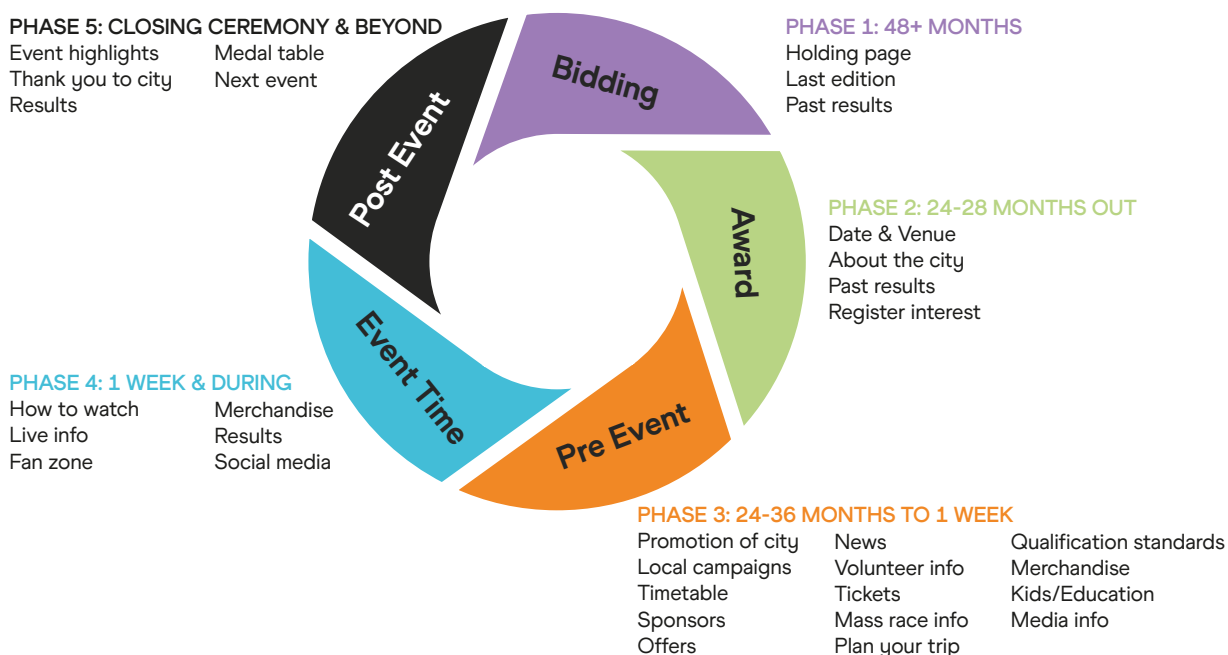 PHASE 5: CLOSING CEREMONY & BEYOND
Event highlights
Thank you to city
Results
Medal table
Next event
Bidding
PHASE 1: 48+ MONTHS
Holding page
Last edition
Past results
Post Event
Award
PHASE 2: 24-28 MONTHS OUT
Date & Venue
About the city
Past results
Register interest
Event Time
PHASE 4: 1 WEEK & DURING
How to watch
Live info
Fan zone
Merchandise
Results
Social media
Pre Event
PHASE 3: 24-36 MONTHS TO 1 WEEK
Promotion of city
Local campaigns
Timetable
Sponsors
Offers
News
Volunteer info
Tickets
Mass race info
Plan your trip
Qualification standards
Merchandise
Kids/Education
Media info